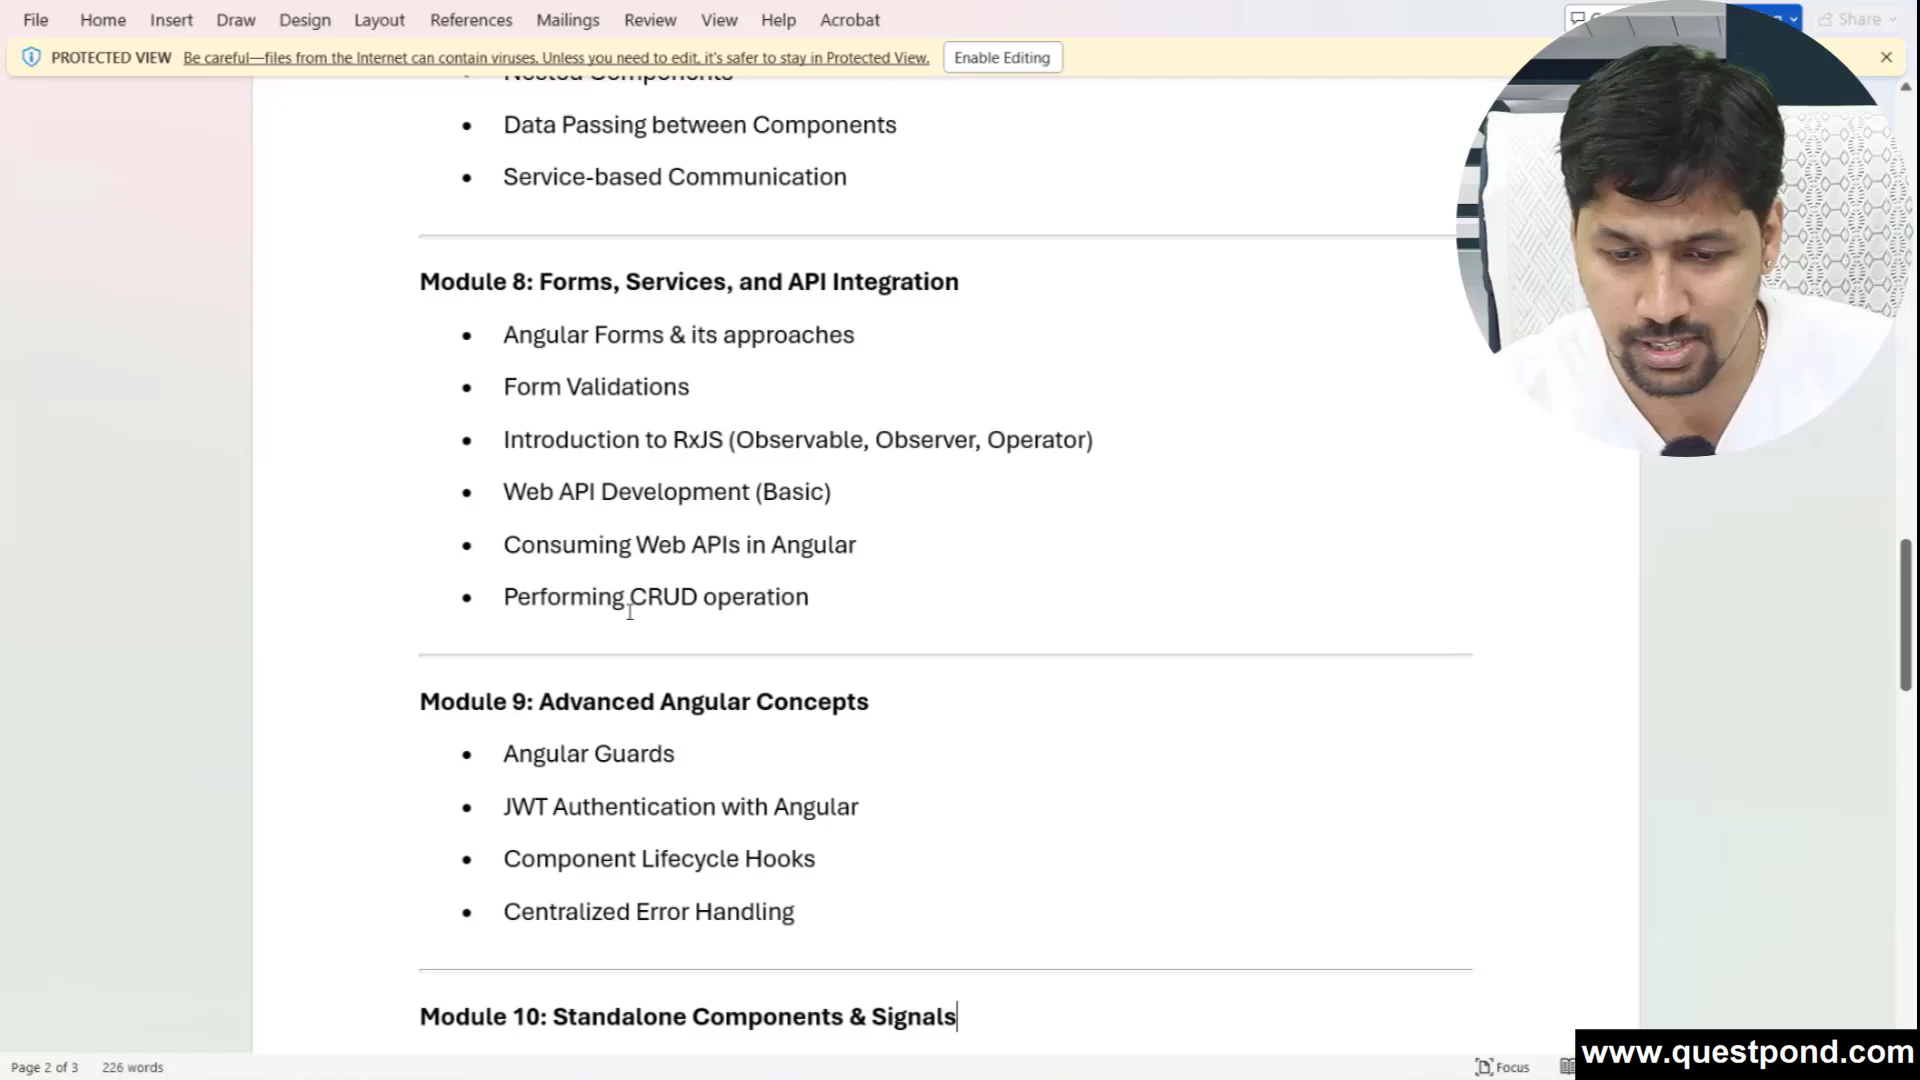 File Home Insert Draw Design Layout References Mailings Review View Help Acrobat Share
PROTECTED VIEW Be careful—files from the Internet can contain viruses. Unless you need to edit, it's safer to stay in Protected View. Enable Editing
Nested Components
Data Passing between Components
Service-based Communication
Module 8: Forms, Services, and API Integration
Angular Forms & its approaches
Form Validations
Introduction to RxJS (Observable, Observer, Operator)
Web API Development (Basic)
Consuming Web APIs in Angular
Performing CRUD operation
Module 9: Advanced Angular Concepts
Angular Guards
JWT Authentication with Angular
Component Lifecycle Hooks
Centralized Error Handling
Module 10: Standalone Components & Signals
www.questpond.com
Page 2 of 3 226 words Focus